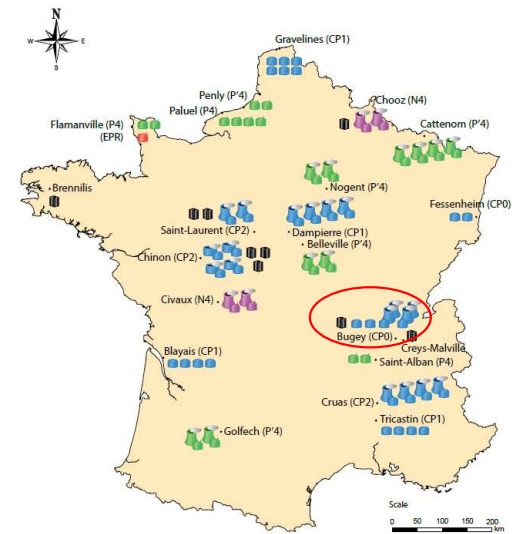 N
W
E
S
Gravelines (CP1)
Penly (P'4)
Paluel (P4)
Chooz (N4)
Flamanville (P4)
(EPR)
Cattenom (P'4)
Brennilis
Nogent (P'4)
Fessenheim (CP0)
Saint-Laurent (CP2)
Dampierre (CP1)
Belleville (P'4)
Chinon (CP2)
Civaux (N4)
Bugey (CP0)
Creys-Malville
Blayais (CP1)
Saint-Alban (P4)
Cruas (CP2)
Tricastin (CP1)
Golfech (P'4)
Scale
0 50 100 150 200
km